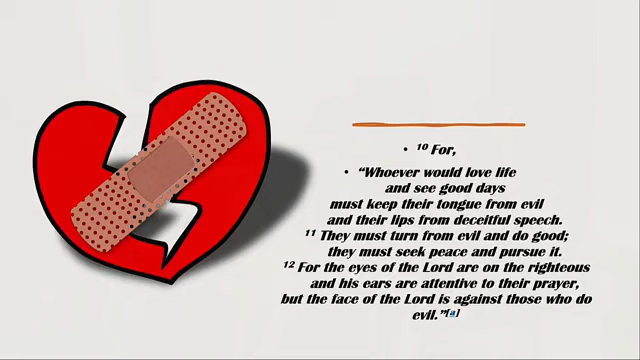 • ¹⁰ For,
• “Whoever would love life
and see good days
must keep their tongue from evil
and their lips from deceitful speech.
¹¹ They must turn from evil and do good;
they must seek peace and pursue it.
¹² For the eyes of the Lord are on the righteous
and his ears are attentive to their prayer,
but the face of the Lord is against those who do
evil.”[a]